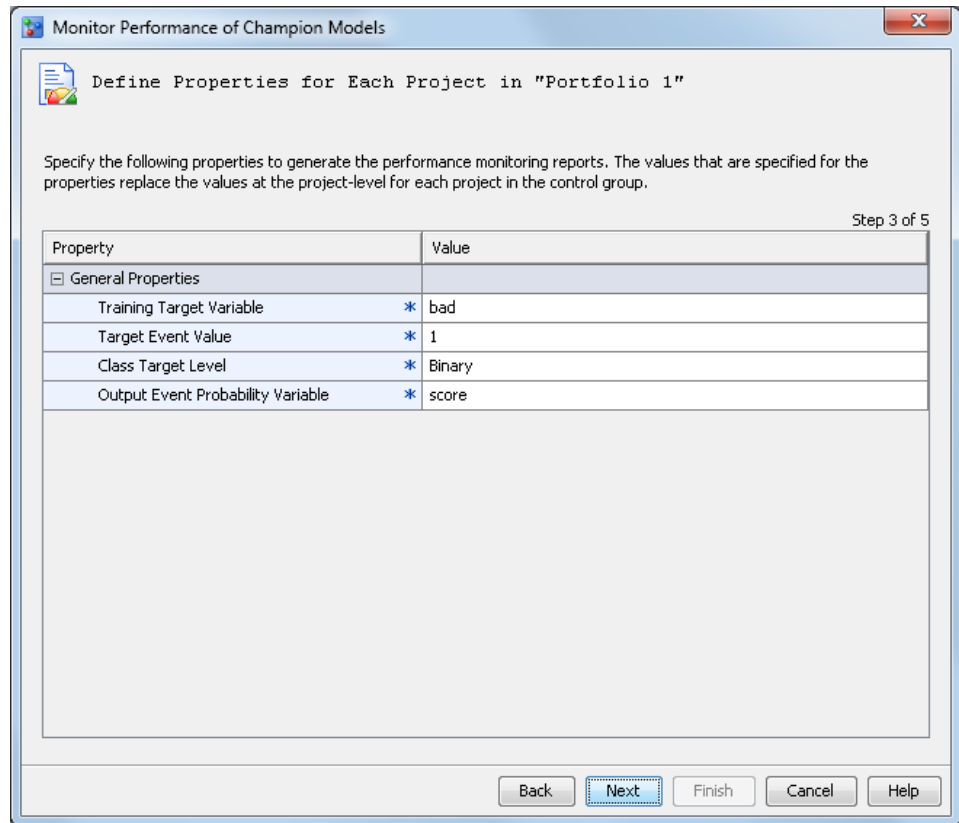 Monitor Performance of Champion Models
Define Properties for Each Project in "Portfolio 1"
Specify the following properties to generate the performance monitoring reports. The values that are specified for the
properties replace the values at the project-level for each project in the control group.
Step 3 of 5
Property Value
General Properties
Training Target Variable * bad
Target Event Value * 1
Class Target Level * Binary
Output Event Probability Variable * score
Back Next Finish Cancel Help